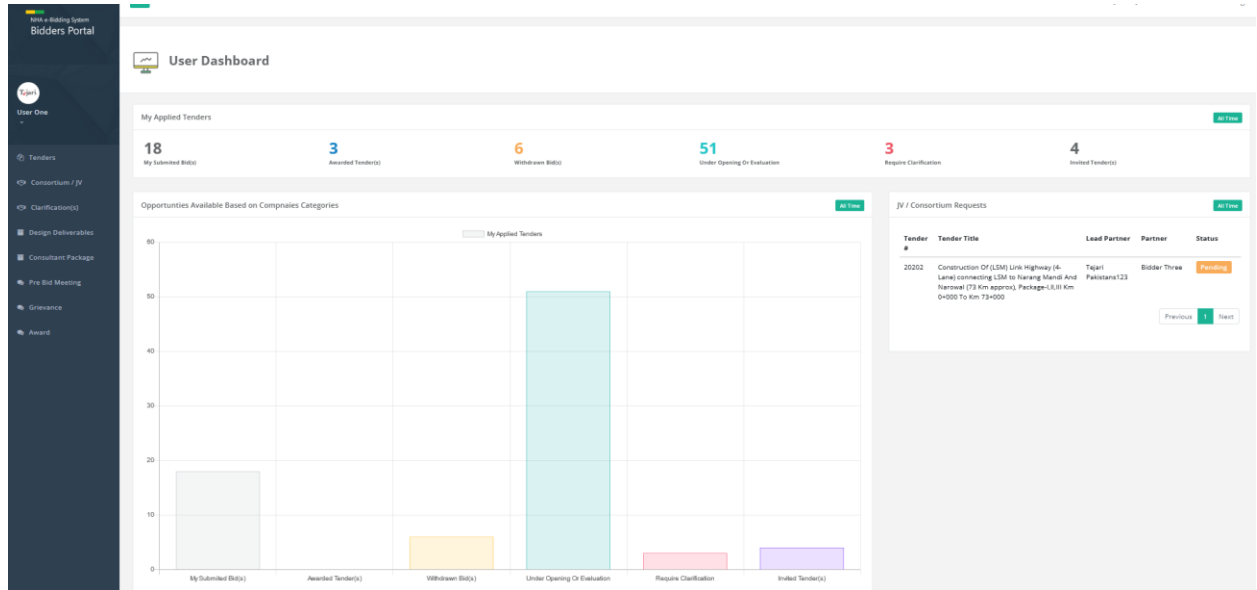 NHA e-Bidding System
Bidders Portal
Tejari
User One
Tenders
Consortium / JV
Clarification(s)
Design Deliverables
Consultant Package
Pre Bid Meeting
Grievance
Award
User Dashboard
My Applied Tenders
All Time
18
My Submited Bid(s)
3
Awarded Tender(s)
6
Withdrawn Bid(s)
51
Under Opening Or Evaluation
3
Require Clarification
4
Invited Tender(s)
Opportunties Available Based on Compnaies Categories
All Time
My Applied Tenders
60
50
40
30
20
10
0
My Submited Bid(s)
Awarded Tender(s)
Withdrawn Bid(s)
Under Opening Or Evaluation
Require Clarification
Invited Tender(s)
JV / Consortium Requests
All Time
Tender Tender Title Lead Partner Partner Status
#
20202 Construction Of (LSM) Link Highway (4- Tejari Bidder Three Pending
Lane) connecting LSM to Narang Mandi And Pakistans123
Narowal (73 Km approx), Package-I,II,III Km
0+000 To Km 73+000
Previous 1 Next